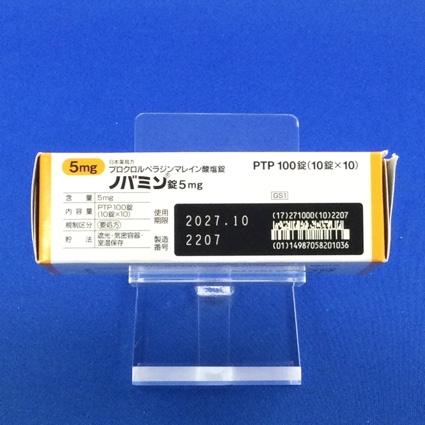 5mg
日本薬局方
プロクロルペラジンマレイン酸塩錠
ノバミン®錠5mg
PTP 100錠(10錠×10)
含量 5mg
内容量 PTP100錠
(10錠×10)
規制区分 要処方
貯法 遮光・気密容器・
室温保存
使用
期限
2027.10
製造
番号
2207
GS1
(17)271000(10)2207
(01)14987058201036